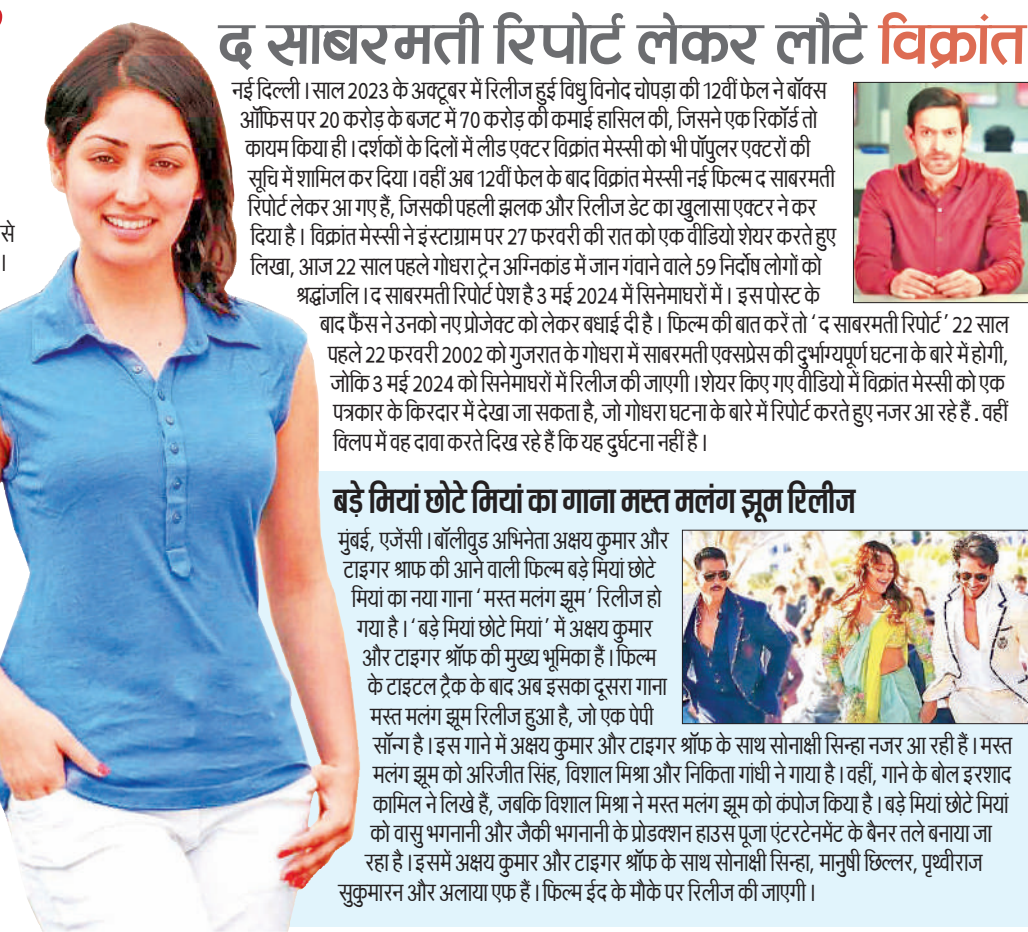 द साबरमती रिपोर्ट लेकर लौटे विक्रांत
नई दिल्ली । साल 2023 के अक्टूबर में रिलीज हुई विधु विनोद चोपड़ा की 12वीं फेल ने बॉक्स
ऑफिस पर 20 करोड़ के बजट में 70 करोड़ की कमाई हासिल की, जिसने एक रिकॉर्ड तो
कायम किया ही । दर्शकों के दिलों में लीड एक्टर विक्रांत मेस्सी को भी पॉपुलर एक्टरों की
सूचि में शामिल कर दिया । वहीं अब 12वीं फेल के बाद विक्रांत मेस्सी नई फिल्म द साबरमती
रिपोर्ट लेकर आ गए हैं, जिसकी पहली झलक और रिलीज डेट का खुलासा एक्टर ने कर
दिया है । विक्रांत मेस्सी ने इंस्टाग्राम पर 27 फरवरी की रात को एक वीडियो शेयर करते हुए
लिखा, आज 22 साल पहले गोधरा ट्रेन अग्निकांड में जान गंवाने वाले 59 निर्दोष लोगों को
श्रद्धांजलि । द साबरमती रिपोर्ट पेश है 3 मई 2024 में सिनेमाघरों में । इस पोस्ट के
बाद फैंस ने उनको नए प्रोजेक्ट को लेकर बधाई दी है । फिल्म की बात करें तो ‘ द साबरमती रिपोर्ट ’ 22 साल
पहले 22 फरवरी 2002 को गुजरात के गोधरा में साबरमती एक्सप्रेस की दुर्भाग्यपूर्ण घटना के बारे में होगी,
जोकि 3 मई 2024 को सिनेमाघरों में रिलीज की जाएगी । शेयर किए गए वीडियो में विक्रांत मेस्सी को एक
पत्रकार के किरदार में देखा जा सकता है, जो गोधरा घटना के बारे में रिपोर्ट करते हुए नजर आ रहे हैं . वहीं
क्लिप में वह दावा करते दिख रहे हैं कि यह दुर्घटना नहीं है ।
से
।
बड़े मियां छोटे मियां का गाना मस्त मलंग झूम रिलीज
मुंबई, एजेंसी । बॉलीवुड अभिनेता अक्षय कुमार और
टाइगर श्राफ की आने वाली फिल्म बड़े मियां छोटे
मियां का नया गाना ‘ मस्त मलंग झूम ’ रिलीज हो
गया है । ‘ बड़े मियां छोटे मियां ’ में अक्षय कुमार
और टाइगर श्रॉफ की मुख्य भूमिका हैं । फिल्म
के टाइटल ट्रैक के बाद अब इसका दूसरा गाना
मस्त मलंग झूम रिलीज हुआ है, जो एक पेपी
सॉन्ग है । इस गाने में अक्षय कुमार और टाइगर श्रॉफ के साथ सोनाक्षी सिन्हा नजर आ रही हैं । मस्त
मलंग झूम को अरिजीत सिंह, विशाल मिश्रा और निकिता गांधी ने गाया है । वहीं, गाने के बोल इरशाद
कामिल ने लिखे हैं, जबकि विशाल मिश्रा ने मस्त मलंग झूम को कंपोज किया है । बड़े मियां छोटे मियां
को वासु भगनानी और जैकी भगनानी के प्रोडक्शन हाउस पूजा एंटरटेनमेंट के बैनर तले बनाया जा
रहा है । इसमें अक्षय कुमार और टाइगर श्रॉफ के साथ सोनाक्षी सिन्हा, मानुषी छिल्लर, पृथ्वीराज
सुकुमारन और अलाया एफ हैं । फिल्म ईद के मौके पर रिलीज की जाएगी ।